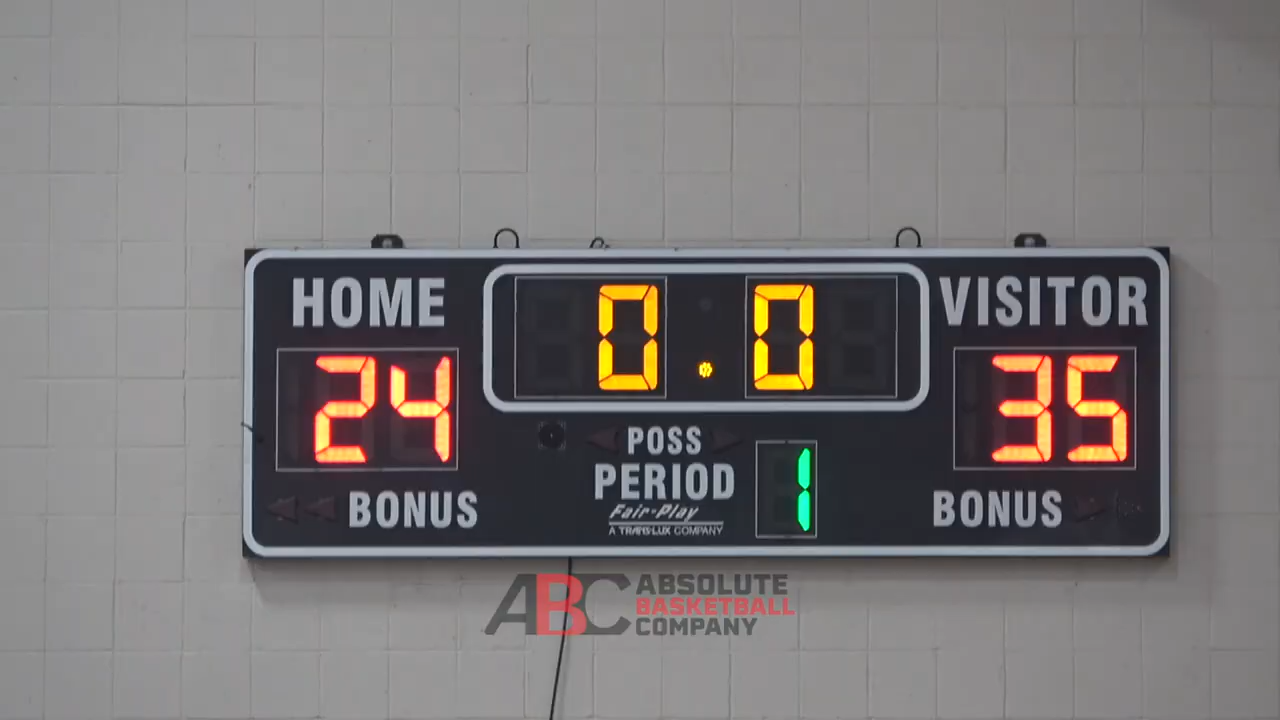 HOME
0.0
VISITOR
24
35
POSS
PERIOD
1
BONUS
BONUS
Fair-Play
A TRANS-LUX COMPANY
ABC
ABSOLUTE
BASKETBALL
COMPANY